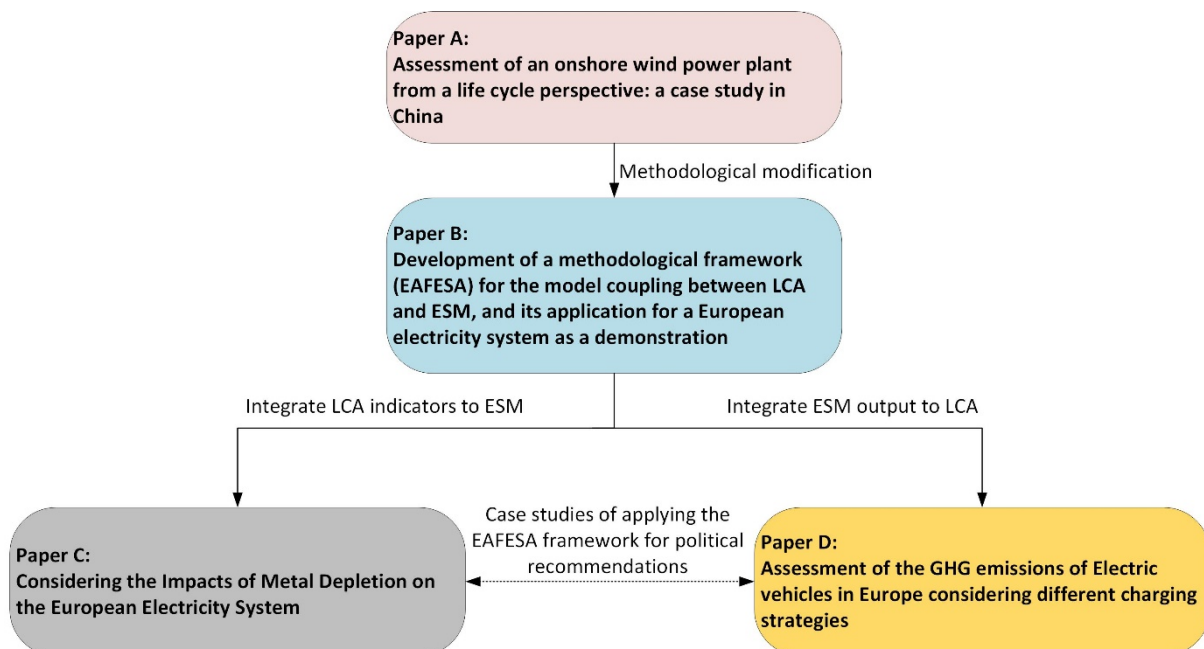 Paper A:
Assessment of an onshore wind power plant
from a life cycle perspective: a case study in
China
Methodological modification
Paper B:
Development of a methodological framework
(EAFESA) for the model coupling between LCA
and ESM, and its application for a European
electricity system as a demonstration
Integrate LCA indicators to ESM
Integrate ESM output to LCA
Paper C:
Considering the Impacts of Metal Depletion on
the European Electricity System
Case studies of applying the
EAFESA framework for political
recommendations
Paper D:
Assessment of the GHG emissions of Electric
vehicles in Europe considering different charging
strategies